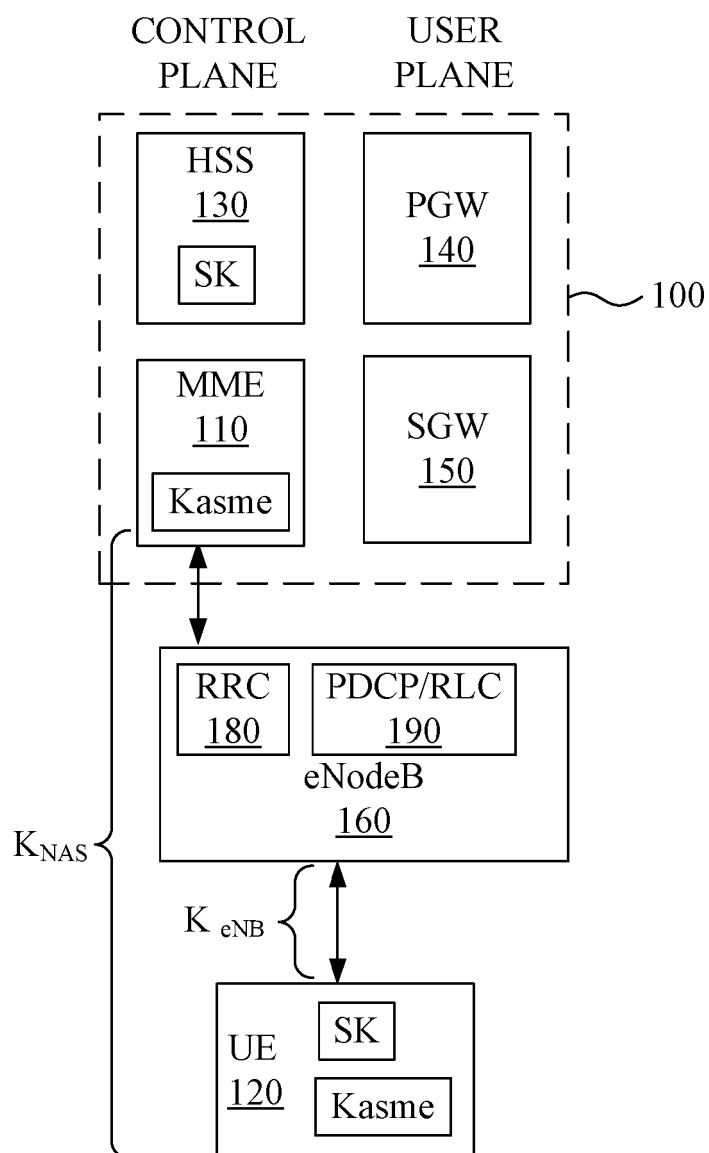 CONTROL PLANE
USER PLANE
HSS
130
SK
PGW
140
100
MME
110
Kasme
SGW
150
RRC
180
PDCP/RLC
190
eNodeB
160
KNAS
K eNB
UE
120
SK
Kasme